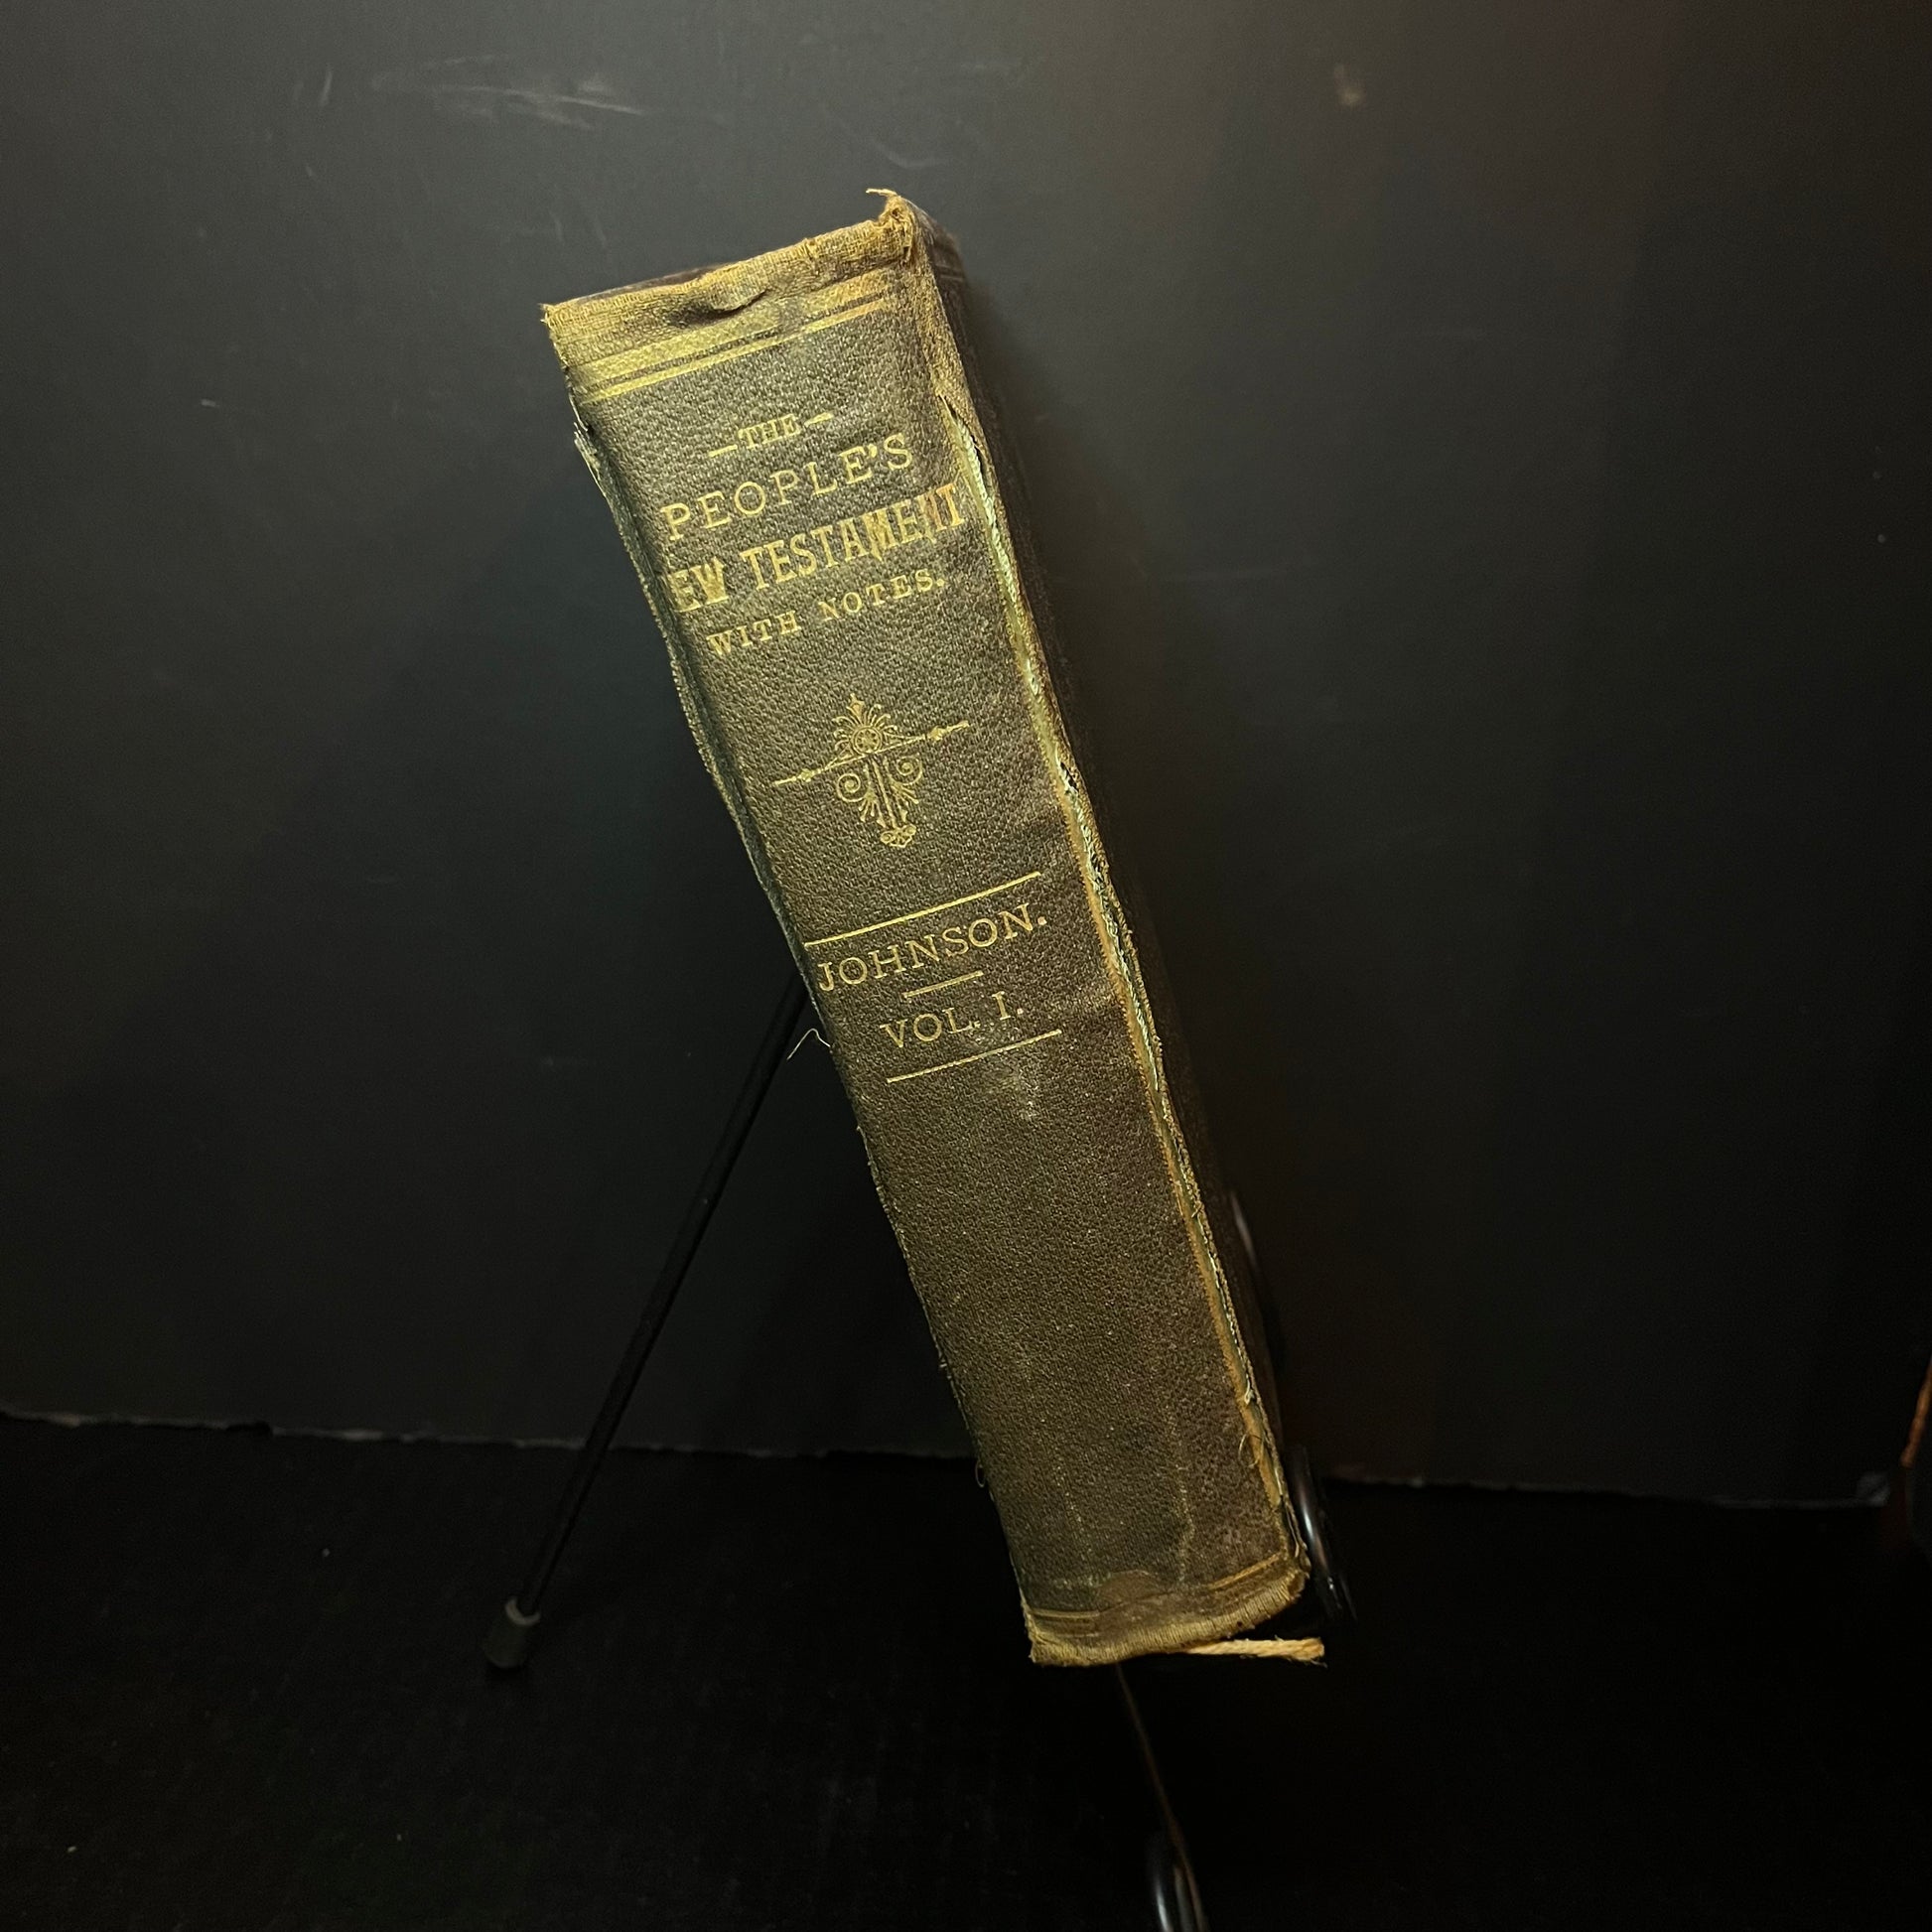 —THE—
PEOPLE'S
NEW TESTAMENT
WITH NOTES.
JOHNSON.
VOL. I.